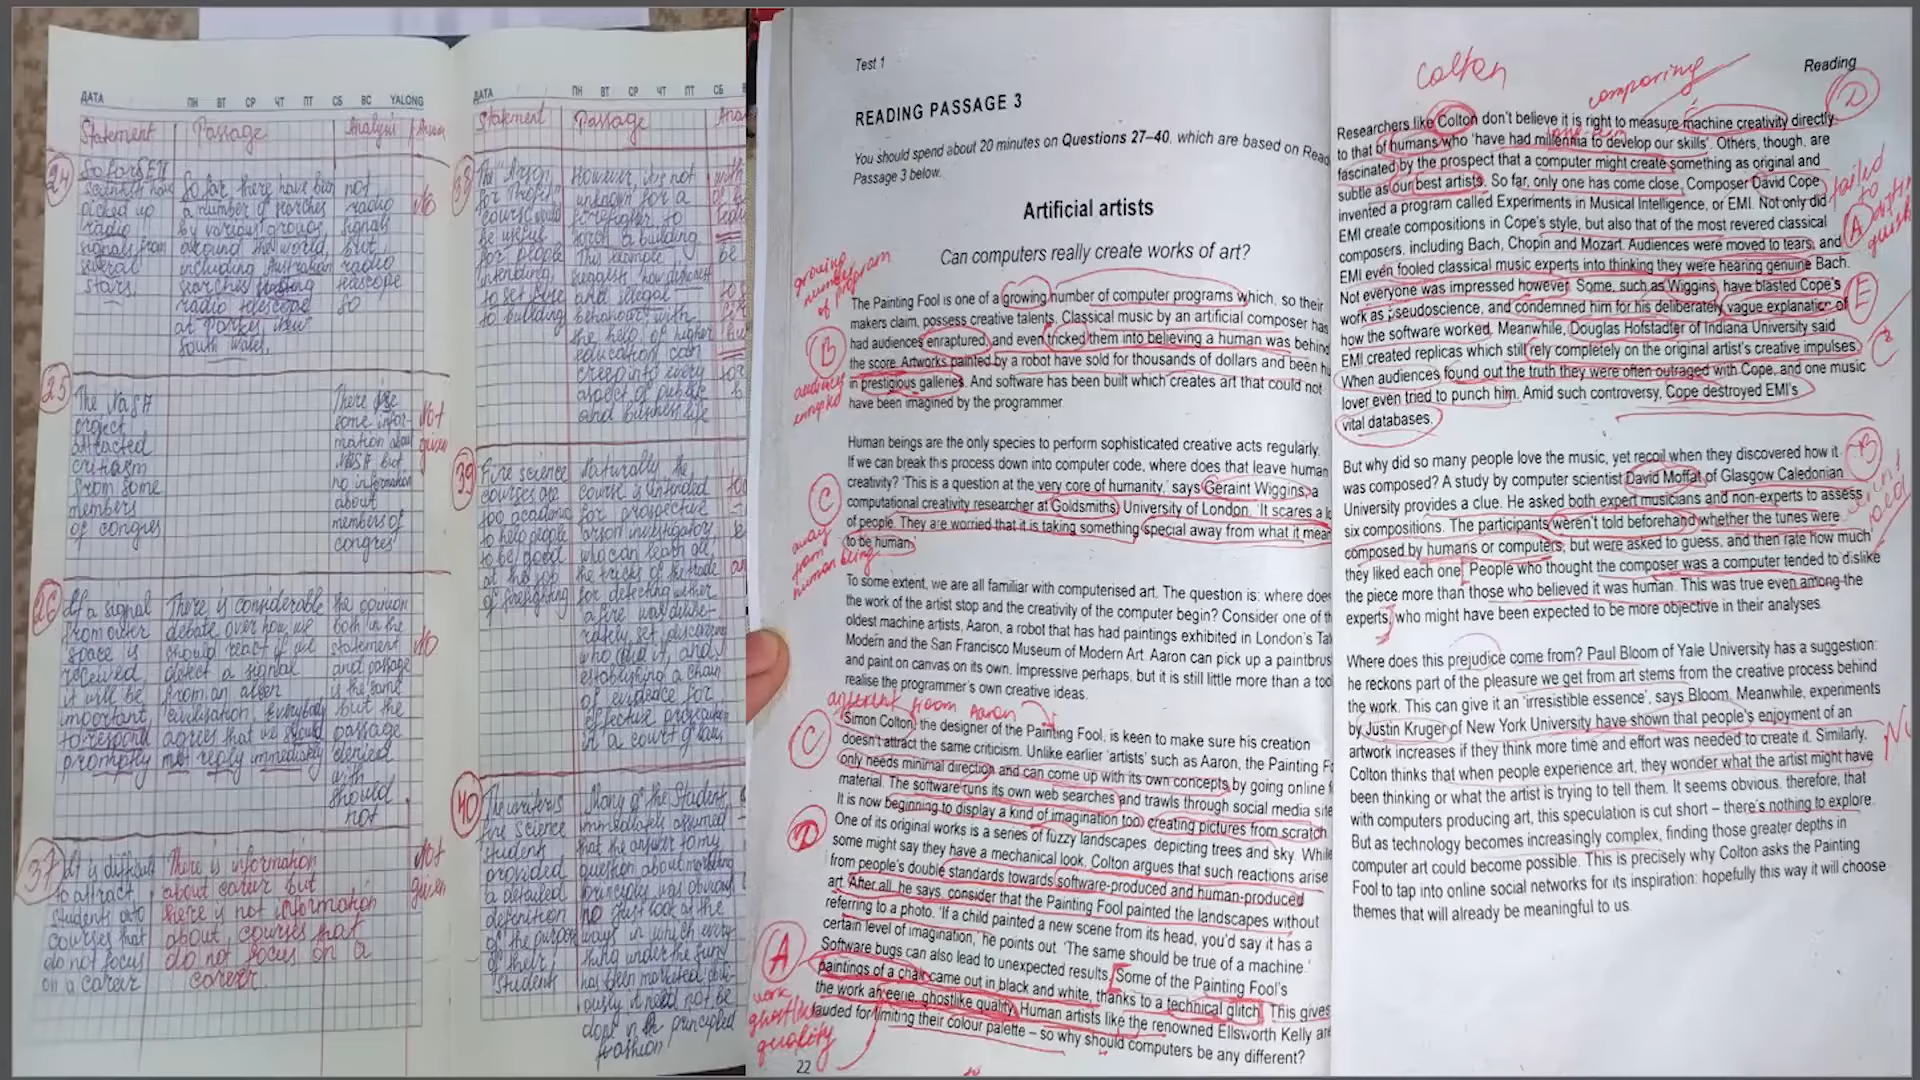 ДАТА ПН ВТ СР ЧТ ПТ СБ ВС YALONG
Statement Passage Analysis
24
So far SETI
scientists have
picked up
radio
signals from
several
stars.
So far there have been
a number of searches
by various groups
around the world,
including Australian
searches
radio telescope
at Parkes, New
South Wales.
not
radio
signals
but
radio
telescope
so
NO
25
The NASA
project
attracted
criticism
from some
members
of congres
There are
some infor-
mation about
NASA but
no information
about
members of
congres
Not
given
26
If a signal
from outer
space is
received,
it will be
important
to respond
promptly
There is considerable
debate over how we
should react if we
detect a signal
from an alien
civilisation. Everybody
agrees that we should
not reply immediately
the opinion
both in the
statement
and passage
is the same
but the
passage
denied
with
should
not
NO
37
It is difficult
to attract
students onto
courses that
do not focus
on a career
There is information
about career but
there is not information
about courses that
do not focus on a
career.
Not
given
ДАТА ПН ВТ СР ЧТ ПТ СБ
Statement Passage
38
The "Arson
for Profit"
course would
be useful
for people
intending
to set fire
to building
However, it is not
unknown for a
firefighter to
torch a building
This example
suggest how dishonest
and illegal
behaviour with
the help of higher
education can
creep into every
aspect of public
and business life
39
Fire science
courses are
too academic
to help people
to be good
at the job
of firefighting
Naturally, the
course is intended
for prospective
arson investigator,
who can learn all
the tricks of the trade
for detecting wether
a fire was delibe-
rately set, discovering
who did it, and
establishing a chain
of evidence for
effective prosecution
in a court of law
40
The writer's
fire science
student
provided
a detailed
definition
of the purpose
of their
student
Many of the student
immediately assumed
that the answer to my
question about marketing
principles was obvious
no Just look at the
ways in which every
thing under the sun
has been marketed obvi-
ously it need not be
done in the principled
fashion
Test 1
READING PASSAGE 3
You should spend about 20 minutes on Questions 27–40, which are based on Read
Passage 3 below.
Artificial artists
Can computers really create works of art?
growing
number
of program
The Painting Fool is one of a growing number of computer programs which, so their
makers claim, possess creative talents. Classical music by an artificial composer has
had audiences enraptured, and even tricked them into believing a human was behind
the score. Artworks painted by a robot have sold for thousands of dollars and been hu
in prestigious galleries. And software has been built which creates art that could not
have been imagined by the programmer.
B
Human beings are the only species to perform sophisticated creative acts regularly.
If we can break this process down into computer code, where does that leave human
creativity? 'This is a question at the very core of humanity,' says Geraint Wiggins, a
computational creativity researcher at Goldsmiths, University of London. 'It scares a lo
of people. They are worried that it is taking something special away from what it mean
to be human.'
C
away
from
human being
To some extent, we are all familiar with computerised art. The question is: where does
the work of the artist stop and the creativity of the computer begin? Consider one of th
oldest machine artists, Aaron, a robot that has had paintings exhibited in London's Tat
Modern and the San Francisco Museum of Modern Art. Aaron can pick up a paintbrus
and paint on canvas on its own. Impressive perhaps, but it is still little more than a too
realise the programmer's own creative ideas.
different from Aaron
Simon Colton, the designer of the Painting Fool, is keen to make sure his creation
doesn't attract the same criticism. Unlike earlier 'artists' such as Aaron, the Painting Fo
only needs minimal direction and can come up with its own concepts by going online f
material. The software runs its own web searches and trawls through social media site
It is now beginning to display a kind of imagination too, creating pictures from scratch.
One of its original works is a series of fuzzy landscapes, depicting trees and sky. While
some might say they have a mechanical look, Colton argues that such reactions arise
from people's double standards towards software-produced and human-produced
art. After all, he says, consider that the Painting Fool painted the landscapes without
referring to a photo. 'If a child painted a new scene from its head, you'd say it has a
certain level of imagination,' he points out. 'The same should be true of a machine.'
Software bugs can also lead to unexpected results. Some of the Painting Fool's
paintings of a chair came out in black and white, thanks to a technical glitch. This gives
the work an eerie, ghostlike quality. Human artists like the renowned Ellsworth Kelly are
lauded for limiting their colour palette – so why should computers be any different?
C
D
A
work
ghostlike
quality
22
Colton
comparing
Reading
D
Researchers like Colton don't believe it is right to measure machine creativity directly
to that of humans who 'have had millennia to develop our skills'. Others, though, are
fascinated by the prospect that a computer might create something as original and
subtle as our best artists. So far, only one has come close. Composer David Cope
invented a program called Experiments in Musical Intelligence, or EMI. Not only did
EMI create compositions in Cope's style, but also that of the most revered classical
composers, including Bach, Chopin and Mozart. Audiences were moved to tears, and
EMI even fooled classical music experts into thinking they were hearing genuine Bach.
Not everyone was impressed however. Some, such as Wiggins, have blasted Cope's
work as pseudoscience, and condemned him for his deliberately vague explanation of
how the software worked. Meanwhile, Douglas Hofstadter of Indiana University said
EMI created replicas which still rely completely on the original artist's creative impulses.
When audiences found out the truth they were often outraged with Cope, and one music
lover even tried to punch him. Amid such controversy, Cope destroyed EMI's
vital databases.
failed
to
A
E
C
But why did so many people love the music, yet recoil when they discovered how it
was composed? A study by computer scientist David Moffat of Glasgow Caledonian
University provides a clue. He asked both expert musicians and non-experts to assess
six compositions. The participants weren't told beforehand whether the tunes were
composed by humans or computers, but were asked to guess, and then rate how much
they liked each one. People who thought the composer was a computer tended to dislike
the piece more than those who believed it was human. This was true even among the
experts, who might have been expected to be more objective in their analyses.
B
Where does this prejudice come from? Paul Bloom of Yale University has a suggestion:
he reckons part of the pleasure we get from art stems from the creative process behind
the work. This can give it an 'irresistible essence', says Bloom. Meanwhile, experiments
by Justin Kruger of New York University have shown that people's enjoyment of an
artwork increases if they think more time and effort was needed to create it. Similarly,
Colton thinks that when people experience art, they wonder what the artist might have
been thinking or what the artist is trying to tell them. It seems obvious, therefore, that
with computers producing art, this speculation is cut short – there's nothing to explore.
But as technology becomes increasingly complex, finding those greater depths in
computer art could become possible. This is precisely why Colton asks the Painting
Fool to tap into online social networks for its inspiration: hopefully this way it will choose
themes that will already be meaningful to us.